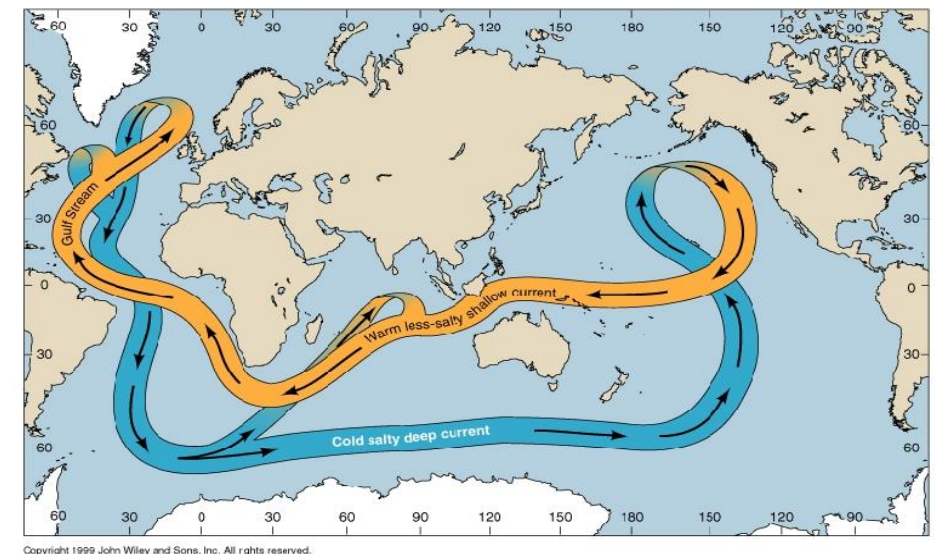 60 30 0 30 60 90 120 150 180 150 120 90
60 60
Gulf Stream
30 30
0 0
Warm less-salty shallow current
30 30
Cold salty deep current
60 60
60 30 0 30 60 90 120 150 180 150 120 90
Copyright 1999 John Wiley and Sons, Inc. All rights reserved.